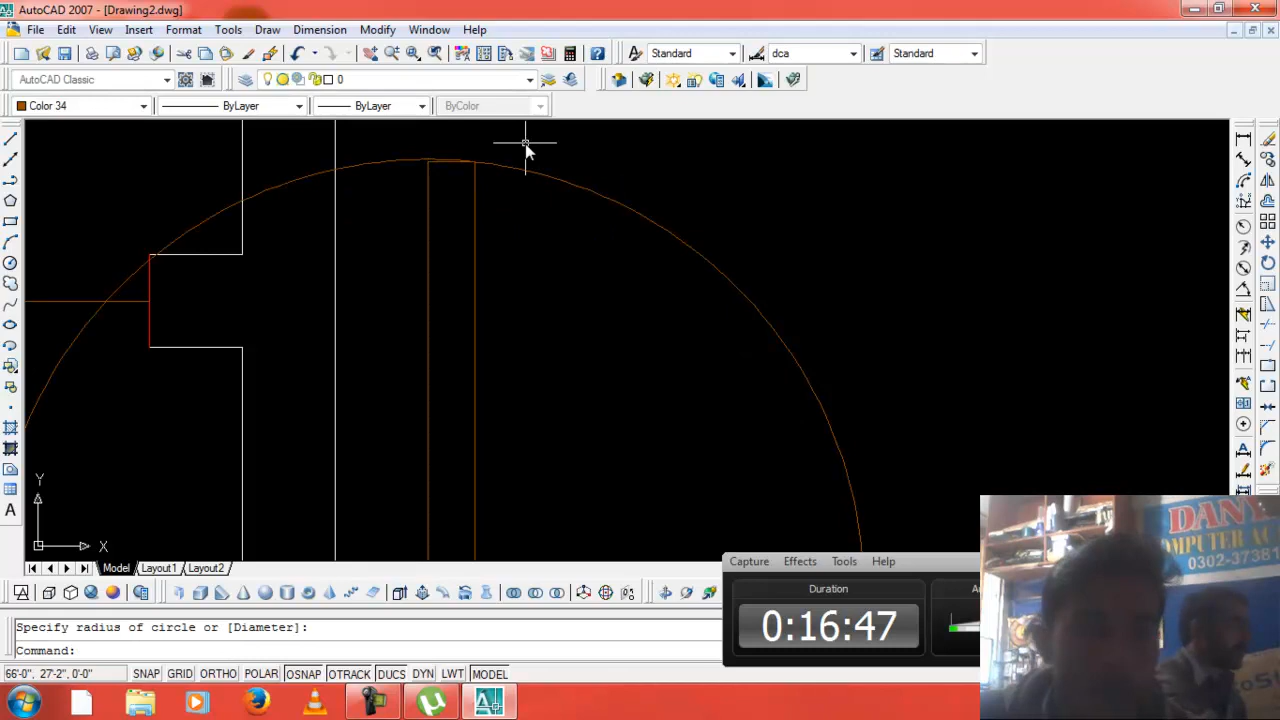 AutoCAD 2007 - [Drawing2.dwg]
File Edit View Insert Format Tools Draw Dimension Modify Window Help
Standard dca Standard
AutoCAD Classic 0
Color 34 ByLayer ByLayer ByColor
Y
X
A
Model Layout1 Layout2
Capture Effects Tools Help
Duration
0:16:47
DANY
OMPUTER AC
0302-37381
Specify radius of circle or [Diameter]:
Command:
66'-0", 27'-2", 0'-0" SNAP GRID ORTHO POLAR OSNAP OTRACK DUCS DYN LWT MODEL